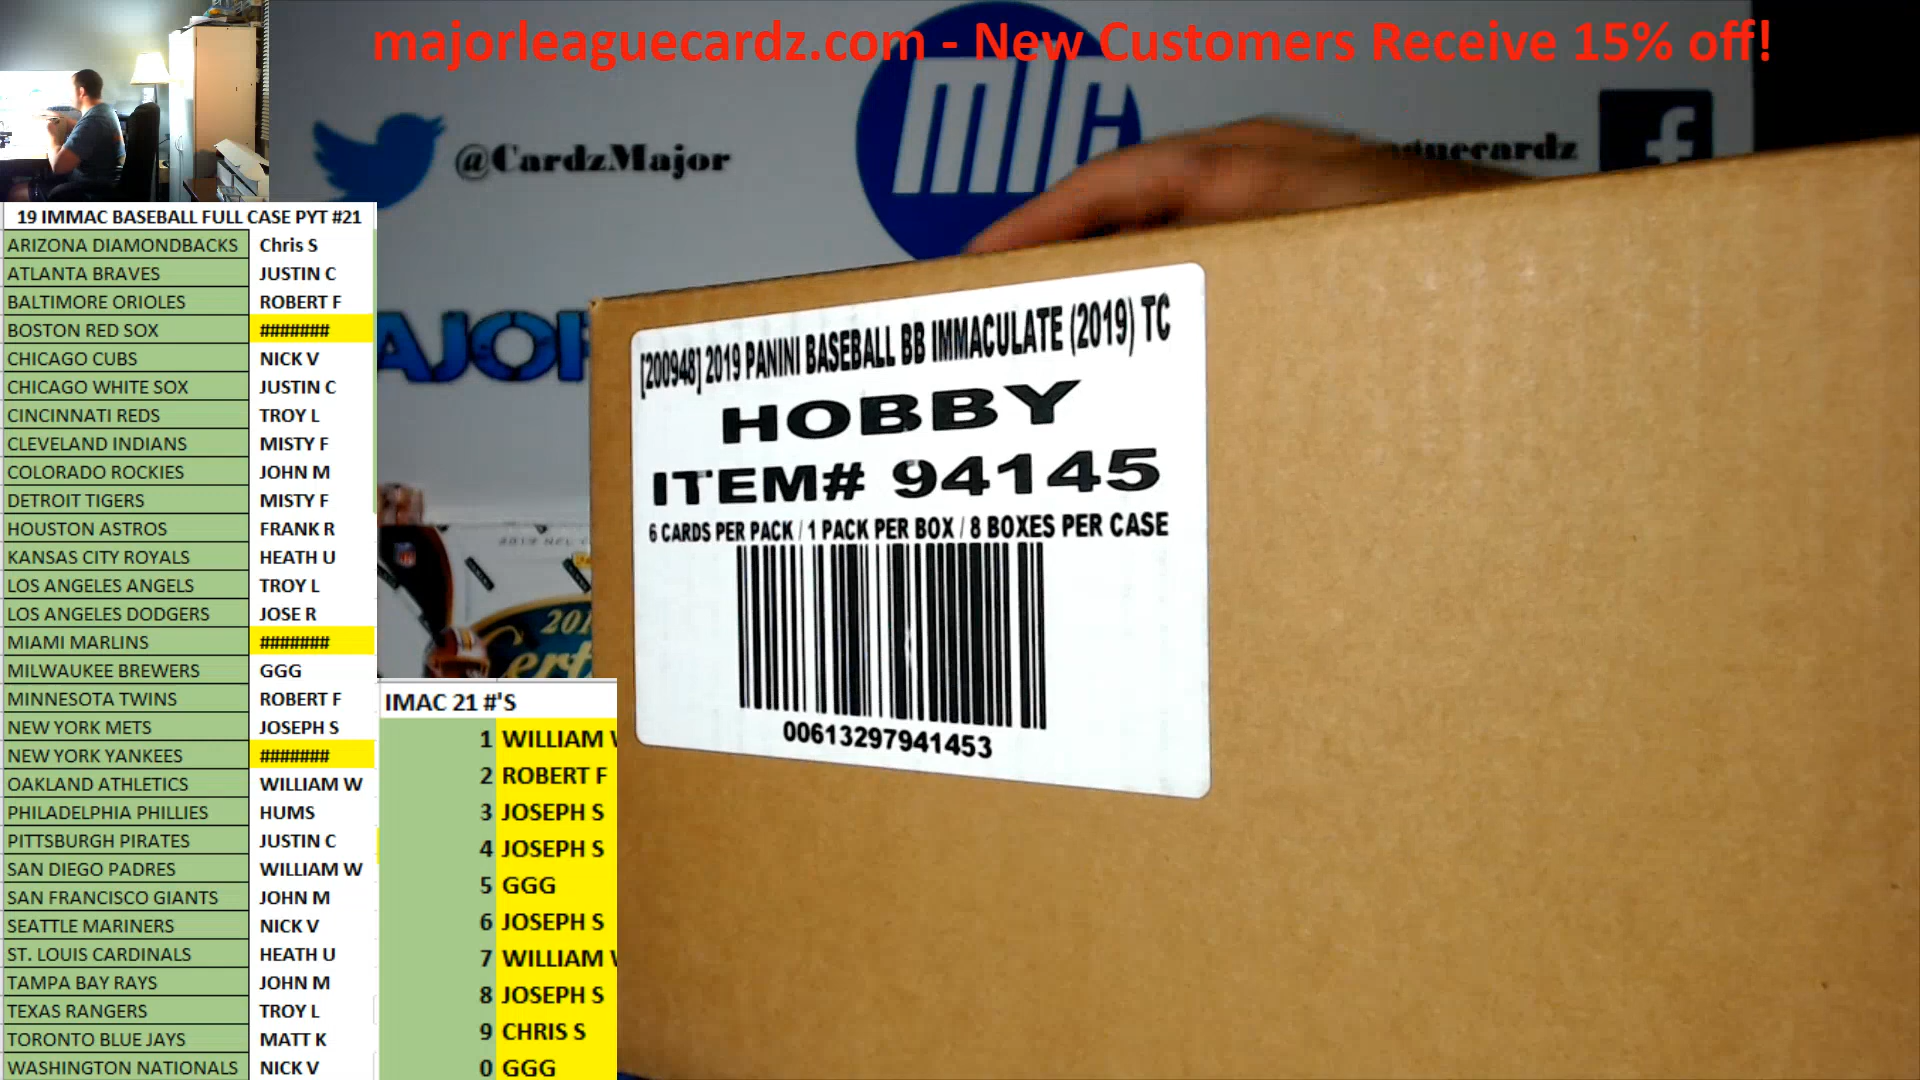 majorleaguecardz.com - New Customers Receive 15% off!
@CardzMajor
mlc
19 IMMAC BASEBALL FULL CASE PYT #21
ARIZONA DIAMONDBACKS Chris S
ATLANTA BRAVES JUSTIN C
BALTIMORE ORIOLES ROBERT F
BOSTON RED SOX #######
CHICAGO CUBS NICK V
CHICAGO WHITE SOX JUSTIN C
CINCINNATI REDS TROY L
CLEVELAND INDIANS MISTY F
COLORADO ROCKIES JOHN M
DETROIT TIGERS MISTY F
HOUSTON ASTROS FRANK R
KANSAS CITY ROYALS HEATH U
LOS ANGELES ANGELS TROY L
LOS ANGELES DODGERS JOSE R
MIAMI MARLINS #######
MILWAUKEE BREWERS GGG
MINNESOTA TWINS ROBERT F
NEW YORK METS JOSEPH S
NEW YORK YANKEES #######
OAKLAND ATHLETICS WILLIAM W
PHILADELPHIA PHILLIES HUMS
PITTSBURGH PIRATES JUSTIN C
SAN DIEGO PADRES WILLIAM W
SAN FRANCISCO GIANTS JOHN M
SEATTLE MARINERS NICK V
ST. LOUIS CARDINALS HEATH U
TAMPA BAY RAYS JOHN M
TEXAS RANGERS TROY L
TORONTO BLUE JAYS MATT K
WASHINGTON NATIONALS NICK V
IMAC 21 #'S
1 WILLIAM W
2 ROBERT F
3 JOSEPH S
4 JOSEPH S
5 GGG
6 JOSEPH S
7 WILLIAM W
8 JOSEPH S
9 CHRIS S
0 GGG
[200948] 2019 PANINI BASEBALL BB IMMACULATE (2019) TC
HOBBY
ITEM# 94145
6 CARDS PER PACK / 1 PACK PER BOX / 8 BOXES PER CASE
00613297941453